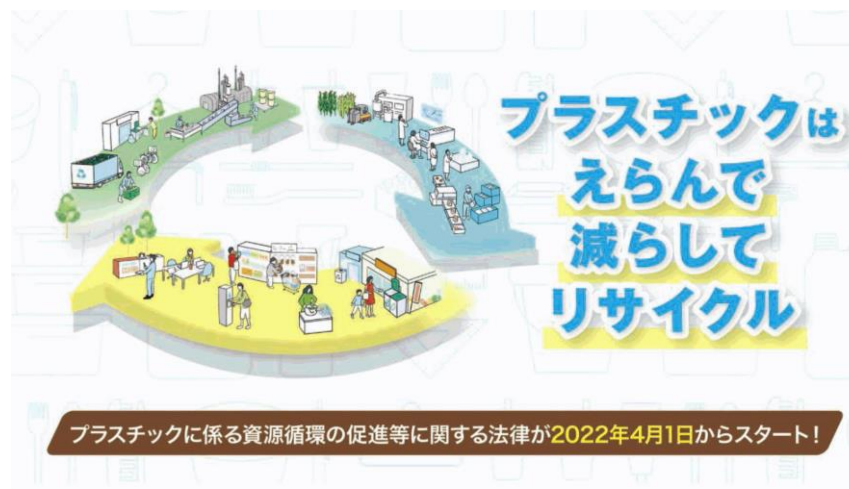 プラスチックは
えらんで
減らして
リサイクル
プラスチックに係る資源循環の促進等に関する法律が2022年4月1日からスタート！